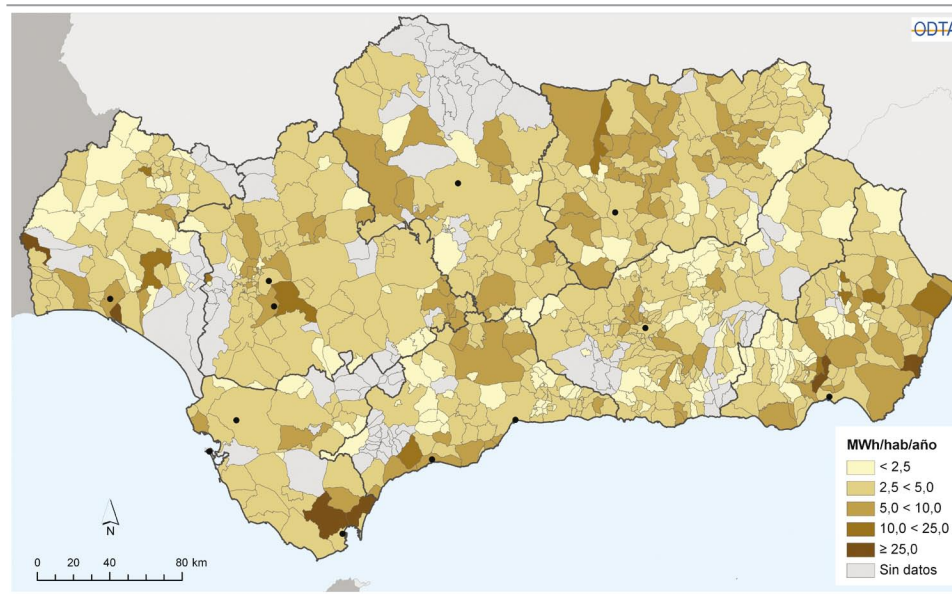 ODTA
MWh/hab/año
< 2,5
2,5 < 5,0
5,0 < 10,0
10,0 < 25,0
≥ 25,0
Sin datos
N
0 20 40 80 km